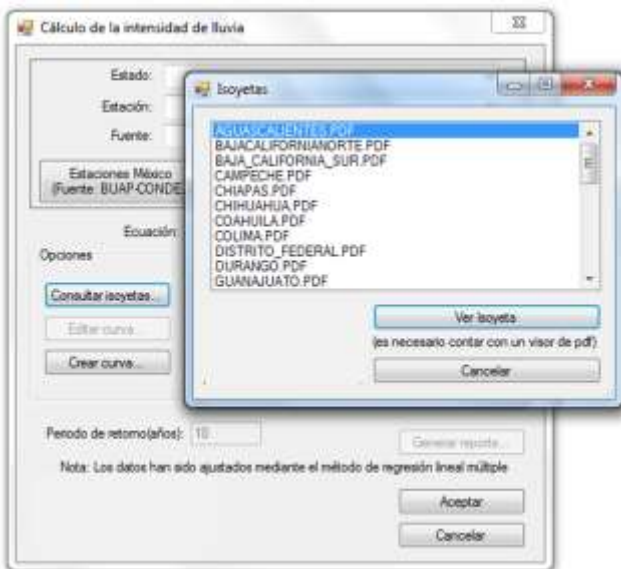 Cálculo de la intensidad de lluvia
Estado:
Estación:
Fuente:
Estaciones México
(Fuente: BUAP-CONDE
Ecuación:
Opciones
Consultar isoyetas...
Editar curva...
Crear curva...
Periodo de retorno(años): 10
Generar reporte...
Nota: Los datos han sido ajustados mediante el método de regresión lineal múltiple
Aceptar
Cancelar
Isoyetas
AGUASCALIENTES.PDF
BAJACALIFORNIANORTE.PDF
BAJA_CALIFORNIA_SUR.PDF
CAMPECHE.PDF
CHIAPAS.PDF
CHIHUAHUA.PDF
COAHUILA.PDF
COLIMA.PDF
DISTRITO_FEDERAL.PDF
DURANGO.PDF
GUANAJUATO.PDF
Ver Isoyeta
(es necesario contar con un visor de pdf)
Cancelar